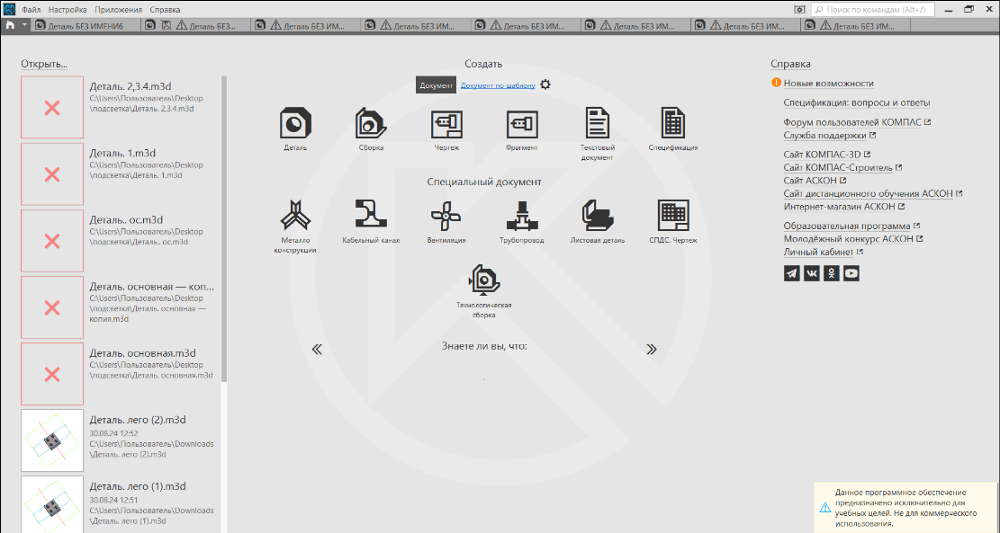 Файл Настройка Приложения Справка
Поиск по командам (Alt+/)
Деталь БЕЗ ИМЕНИ6
Деталь БЕЗ...
Деталь БЕЗ ИМ...
Деталь БЕЗ ИМ...
Деталь БЕЗ ИМ...
Деталь БЕЗ ИМ...
Деталь БЕЗ ИМ...
Деталь БЕЗ ИМ...
Открыть...
Деталь. 2,3.4.m3d
C:\Users\Пользователь\Desktop
\подсветка\Деталь. 2,3.4.m3d
Деталь. 1.m3d
C:\Users\Пользователь\Desktop
\подсветка\Деталь. 1.m3d
Деталь.. ос.m3d
C:\Users\Пользователь\Desktop
\подсветка\Деталь.. ос.m3d
Деталь. основная — коп...
C:\Users\Пользователь\Desktop
\подсветка\Деталь. основная —
копия.m3d
Деталь. основная.m3d
C:\Users\Пользователь\Desktop
\подсветка\Деталь. основная.m3d
Деталь. лего (2).m3d
30.08.24 12:52
C:\Users\Пользователь\Downloads
\Деталь. лего (2).m3d
Деталь. лего (1).m3d
30.08.24 12:51
C:\Users\Пользователь\Downloads
\Деталь. лего (1).m3d
Создать
Документ Документ по шаблону
Деталь
Сборка
Чертеж
Фрагмент
Текстовый
документ
Спецификация
Специальный документ
Металло
конструкции
Кабельный канал
Вентиляция
Трубопровод
Листовая деталь
СПДС. Чертеж
Технологическая
сборка
Знаете ли вы, что:
Справка
Новые возможности
Спецификация: вопросы и ответы
Форум пользователей КОМПАС
Служба поддержки
Сайт КОМПАС-3D
Сайт КОМПАС-Строитель
Сайт АСКОН
Сайт дистанционного обучения АСКОН
Интернет-магазин АСКОН
Образовательная программа
Молодёжный конкурс АСКОН
Личный кабинет
Данное программное обеспечение
предназначено исключительно для
учебных целей. Не для коммерческого
использования.